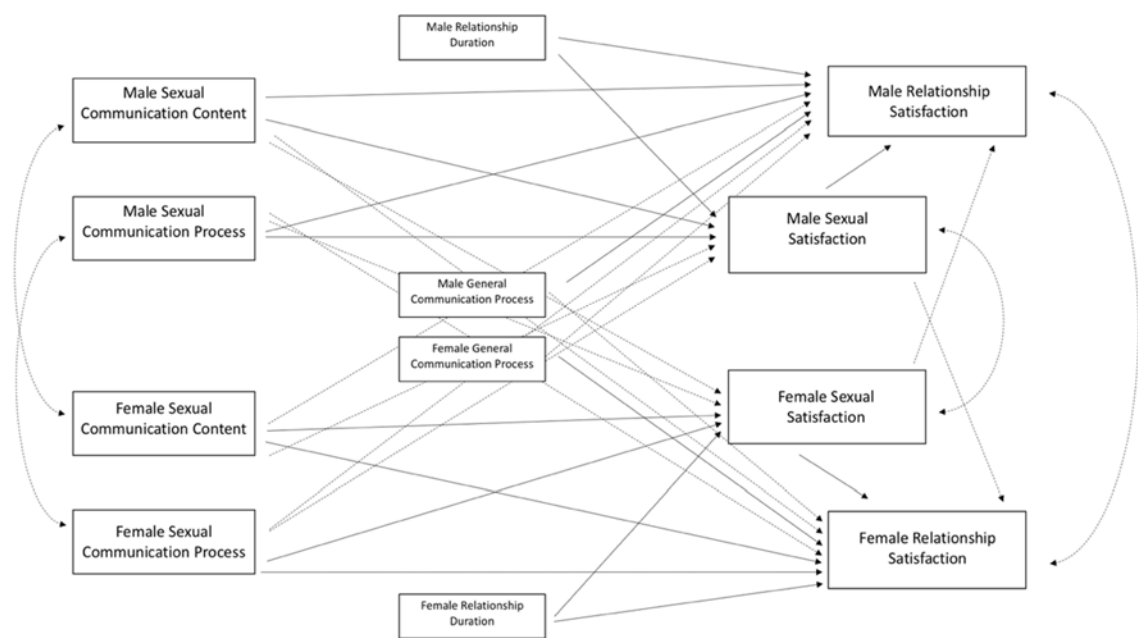 Male Relationship
Duration
Male Sexual
Communication Content
Male Relationship
Satisfaction
Male Sexual
Communication Process
Male Sexual
Satisfaction
Male General
Communication Process
Female General
Communication Process
Female Sexual
Communication Content
Female Sexual
Satisfaction
Female Sexual
Communication Process
Female Relationship
Satisfaction
Female Relationship
Duration